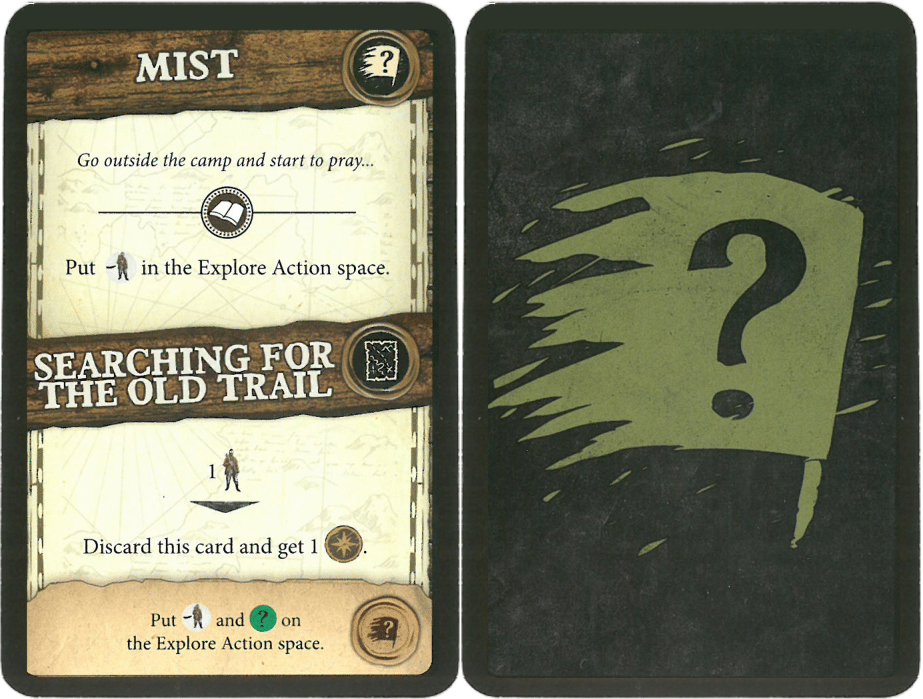 MIST
?
Go outside the camp and start to pray...
Put in the Explore Action space.
SEARCHING FOR
THE OLD TRAIL
1
Discard this card and get 1 .
Put and ? on
the Explore Action space.
?
?